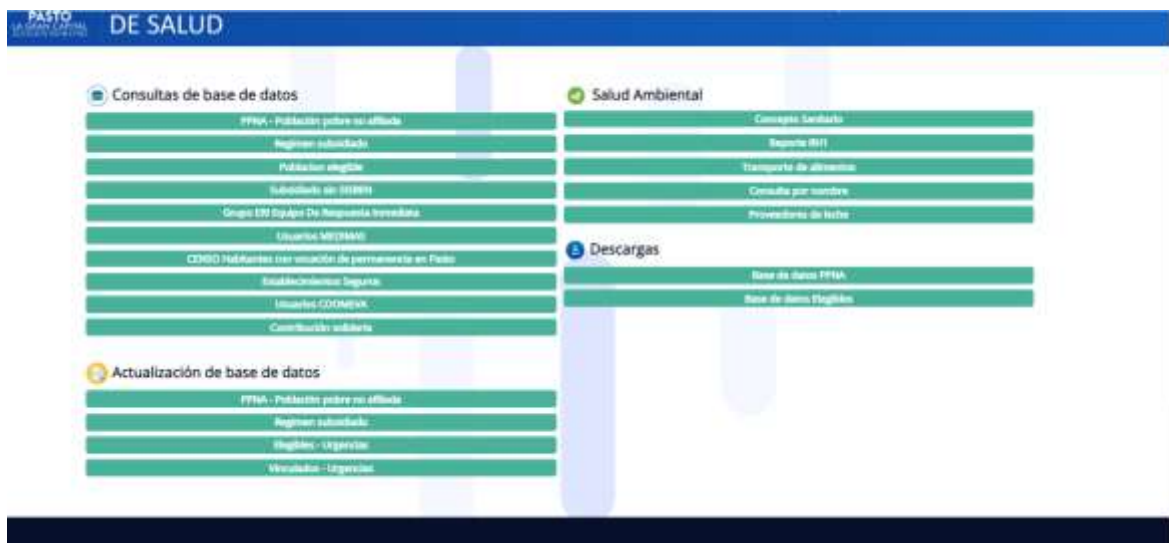 PASTO
LA GRAN CAPITAL
DE SALUD
Consultas de base de datos
PPNA - Población pobre no afiliada
Regimen subsidiado
Poblacion elegible
Subsidiado sin SISBEN
Grupo ERI Equipo De Respuesta Inmediata
Usuarios MEDIMAS
CENSO Habitantes con vocación de permanencia en Pasto
Establecimientos Seguros
Usuarios COOMEVA
Contribución solidaria
Actualización de base de datos
PPNA - Población pobre no afiliada
Regimen subsidiado
Elegibles - Urgencias
Vinculados - Urgencias
Salud Ambiental
Concepto Sanitario
Reporte
Transporte de alimentos
Consulta por nombre
Proveedores de leche
Descargas
Base de datos PPNA
Base de datos Elegibles